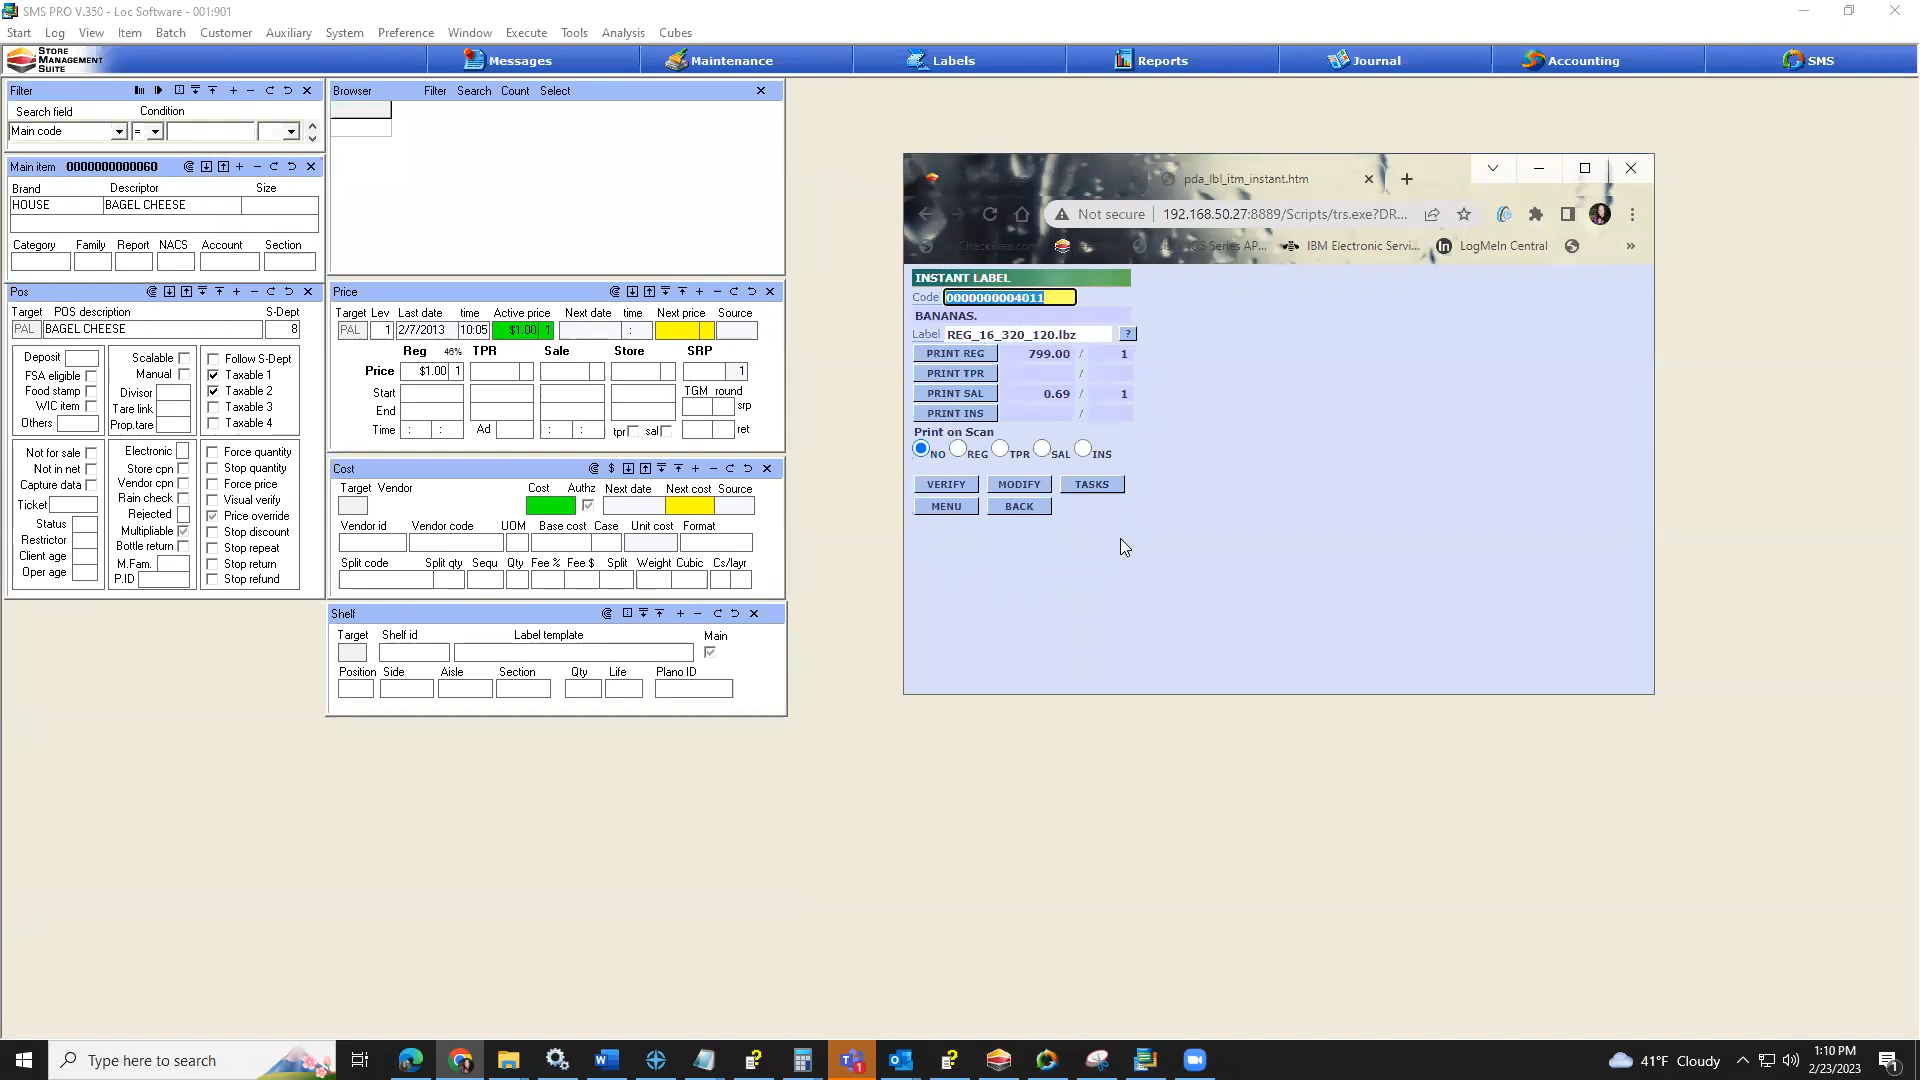 SMS PRO V.350 - Loc Software - 001:901
Start Log View Item Batch Customer Auxiliary System Preference Window Execute Tools Analysis Cubes
STORE MANAGEMENT SUITE
Messages Maintenance Labels Reports Journal Accounting SMS
Filter
Search field Condition
Main code =
Main item 0000000000060
Brand Descriptor Size
HOUSE BAGEL CHEESE
Category Family Report NACS Account Section
Pos
Target POS description S-Dept
PAL BAGEL CHEESE 8
Deposit
FSA eligible
Food stamp
WIC item
Others
Scalable
Manual
Divisor
Tare link
Prop.tare
Follow S-Dept
Taxable 1
Taxable 2
Taxable 3
Taxable 4
Not for sale
Not in net
Capture data
Ticket
Status
Restrictor
Client age
Oper age
Electronic
Store cpn
Vendor cpn
Rain check
Rejected
Multipliable
Bottle return
M.Fam.
P.ID
Force quantity
Stop quantity
Force price
Visual verify
Price override
Stop discount
Stop repeat
Stop return
Stop refund
Browser Filter Search Count Select
Price
Target Lev Last date time Active price Next date time Next price Source
PAL 1 2/7/2013 10:05 $1.00 1 :
Reg 46% TPR Sale Store SRP
Price $1.00 1 1
Start TGM round
End srp
Time : : Ad : : tpr sal ret
Cost
Target Vendor Cost Authz Next date Next cost Source
Vendor id Vendor code UOM Base cost Case Unit cost Format
Split code Split qty Sequ Qty Fee % Fee $ Split Weight Cubic Cs/layr
Shelf
Target Shelf id Label template Main
Position Side Aisle Section Qty Life Plano ID
pda_lbl_itm_instant.htm
Not secure 192.168.50.27:8889/Scripts/trs.exe?DR...
OS Series AP... IBM Electronic Servi... LogMeIn Central »
INSTANT LABEL
Code 0000000004011
BANANAS.
Label REG_16_320_120.lbz ?
PRINT REG 799.00 / 1
PRINT TPR /
PRINT SAL 0.69 / 1
PRINT INS /
Print on Scan
NO REG TPR SAL INS
VERIFY MODIFY TASKS
MENU BACK
Type here to search
41°F Cloudy
1:10 PM
2/23/2023